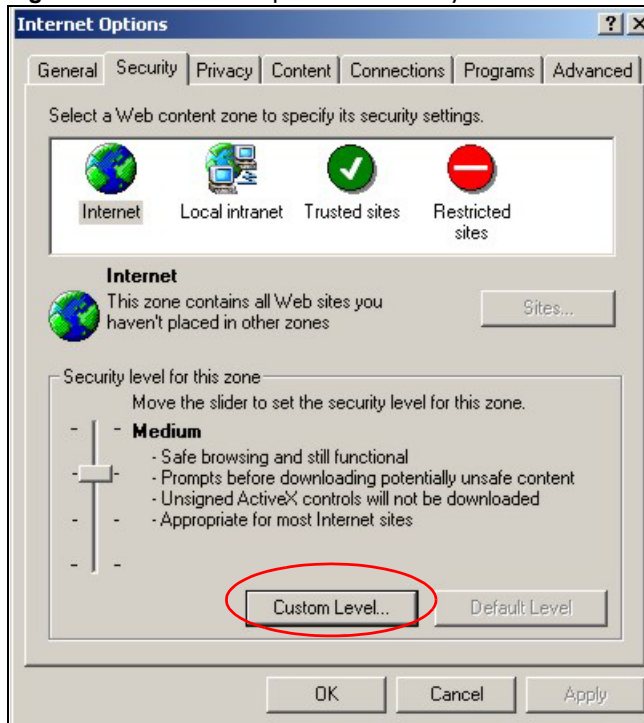 Internet Options
General Security Privacy Content Connections Programs Advanced
Select a Web content zone to specify its security settings.
Internet Local intranet Trusted sites Restricted sites
Internet
This zone contains all Web sites you
haven't placed in other zones
Sites...
Security level for this zone
Move the slider to set the security level for this zone.
Medium
- Safe browsing and still functional
- Prompts before downloading potentially unsafe content
- Unsigned ActiveX controls will not be downloaded
- Appropriate for most Internet sites
Custom Level... Default Level
OK Cancel Apply